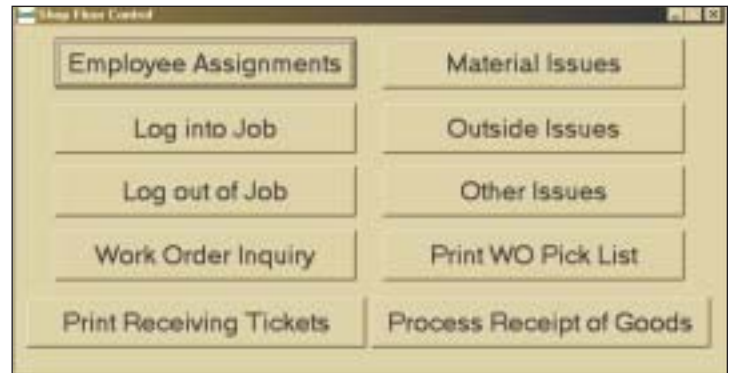 Shop Floor Control
Employee Assignments
Material Issues
Log into Job
Outside Issues
Log out of Job
Other Issues
Work Order Inquiry
Print WO Pick List
Print Receiving Tickets
Process Receipt of Goods